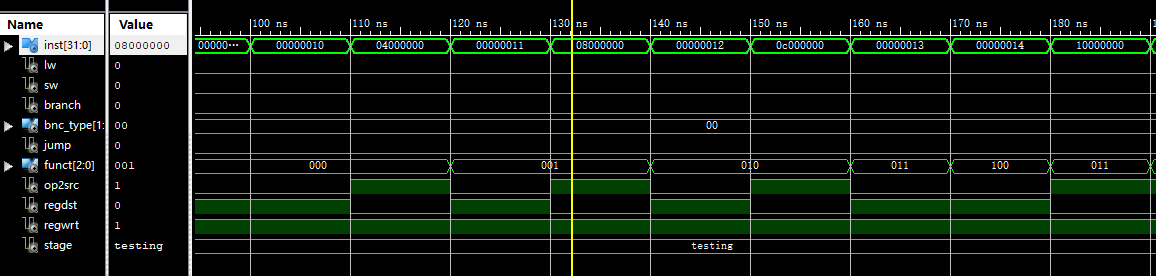 Name Value 100 ns 110 ns 120 ns 130 ns 140 ns 150 ns 160 ns 170 ns 180 ns
inst[31:0] 08000000 00000··· 00000010 04000000 00000011 08000000 00000012 0c000000 00000013 00000014 10000000
lw 0
sw 0
branch 0
bnc_type[1: 00 00
jump 0
funct[2:0] 001 000 001 010 011 100 011
op2src 1
regdst 0
regwrt 1
stage testing testing